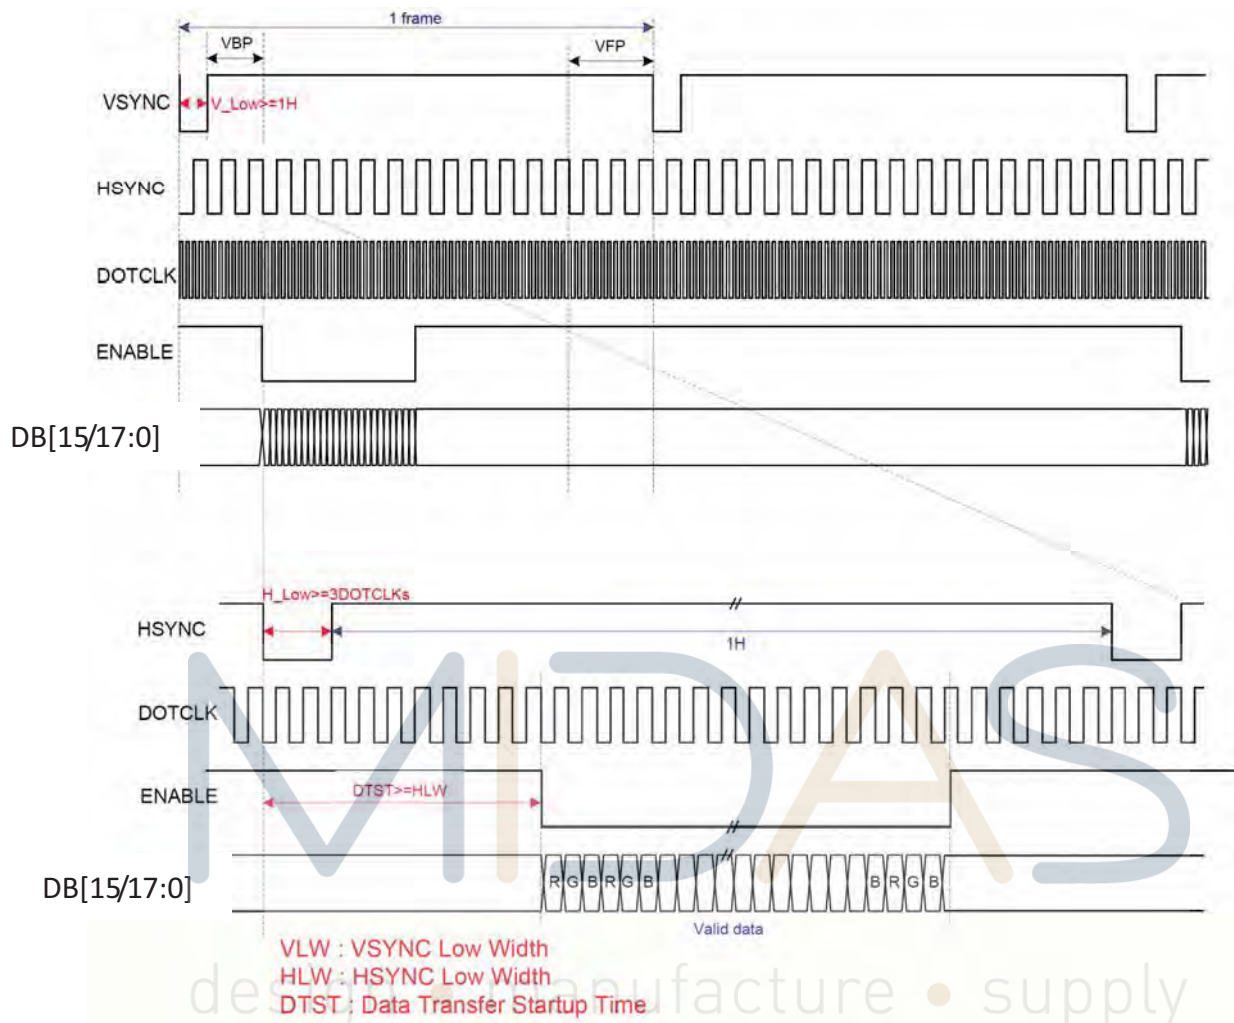 1 frame
VBP
VFP
VSYNC
V_Low>=1H
HSYNC
DOTCLK
ENABLE
DB[15/17:0]
H_Low>=3DOTCLKs
HSYNC
1H
DOTCLK
ENABLE
DTST>=HLW
DB[15/17:0]
R G B R G B B R G B
Valid data
MIDAS
VLW : VSYNC Low Width
HLW : HSYNC Low Width
DTST : Data Transfer Startup Time
design • manufacture • supply